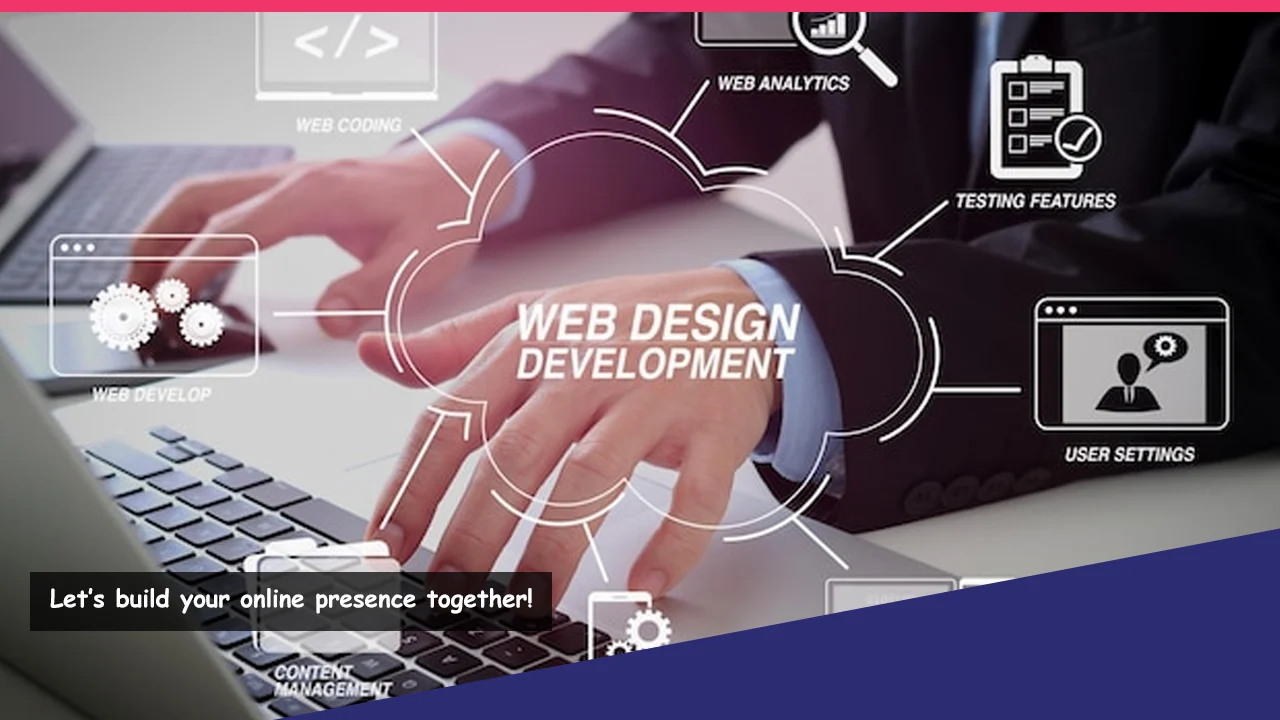 </>
WEB ANALYTICS
WEB CODING
TESTING FEATURES
WEB DESIGN
DEVELOPMENT
WEB DEVELOP
USER SETTINGS
Let's build your online presence together!
CONTENT
MANAGEMENT